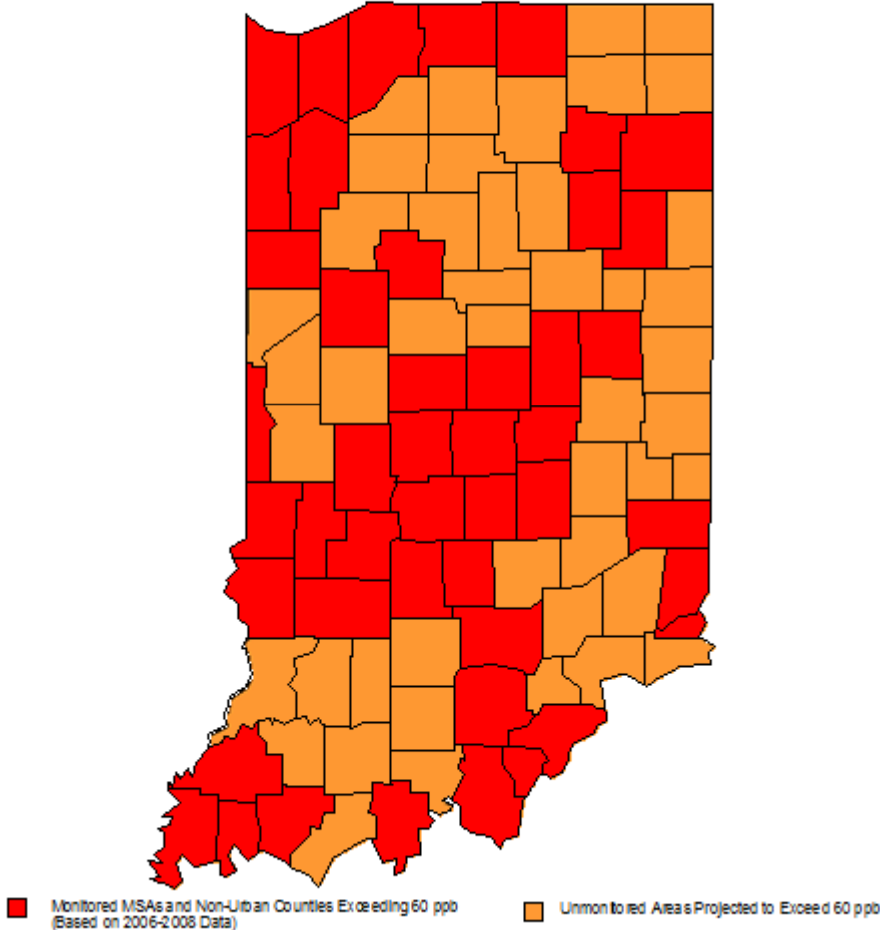 Monitored MSAs and Non-Urban Counties Exceeding 60 ppb
(Based on 2006-2008 Data)
Unmonitored Areas Projected to Exceed 60 ppb